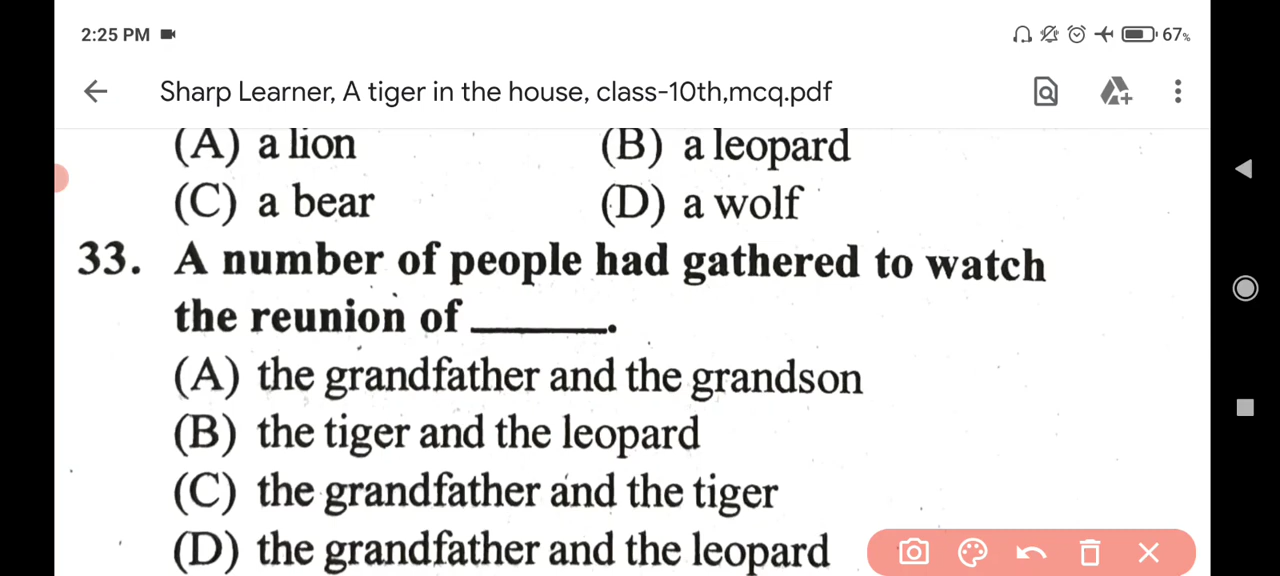 2:25 PM
67%
Sharp Learner, A tiger in the house, class-10th,mcq.pdf
(A) a lion (B) a leopard
(C) a bear (D) a wolf
33. A number of people had gathered to watch
the reunion of ______.
(A) the grandfather and the grandson
(B) the tiger and the leopard
(C) the grandfather and the tiger
(D) the grandfather and the leopard